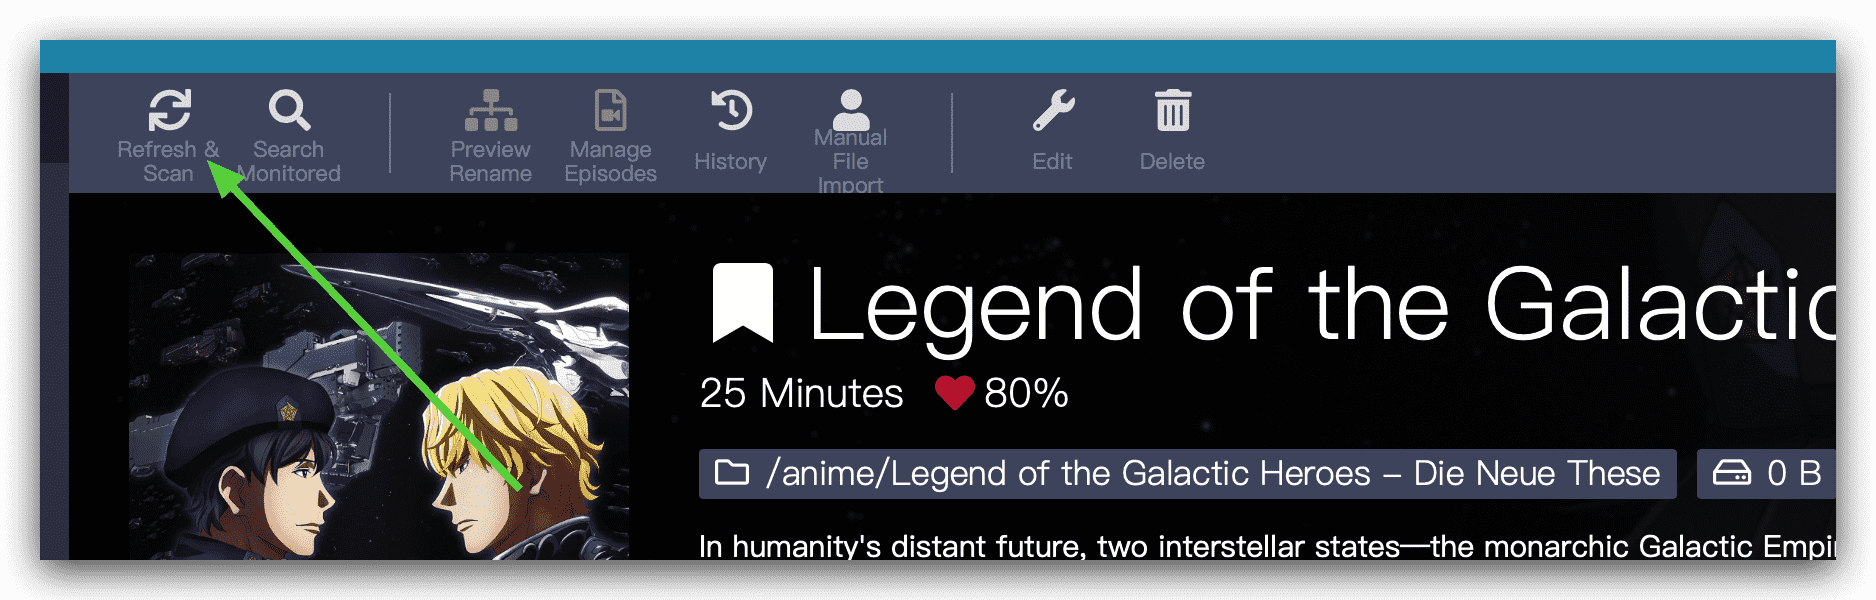 Refresh &
Scan
Search
Monitored
Preview
Rename
Manage
Episodes
History
Manual
File
Import
Edit
Delete
Legend of the Galactic
25 Minutes 80%
/anime/Legend of the Galactic Heroes – Die Neue These 0 B
In humanity's distant future, two interstellar states—the monarchic Galactic Empi